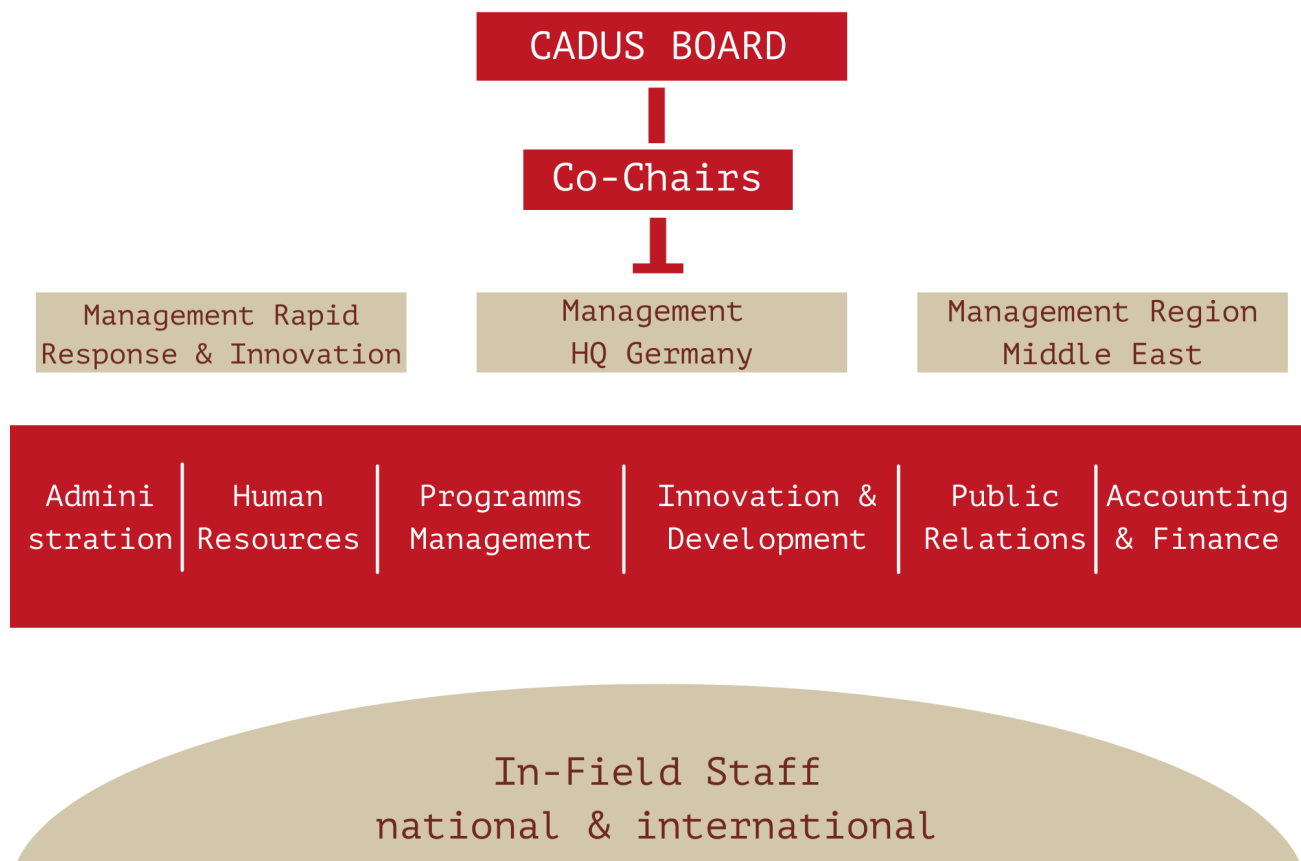 CADUS BOARD
Co-Chairs
Management Rapid
Response & Innovation
Management
HQ Germany
Management Region
Middle East
Admini
stration
Human
Resources
Programms
Management
Innovation &
Development
Public
Relations
Accounting
& Finance
In-Field Staff
national & international